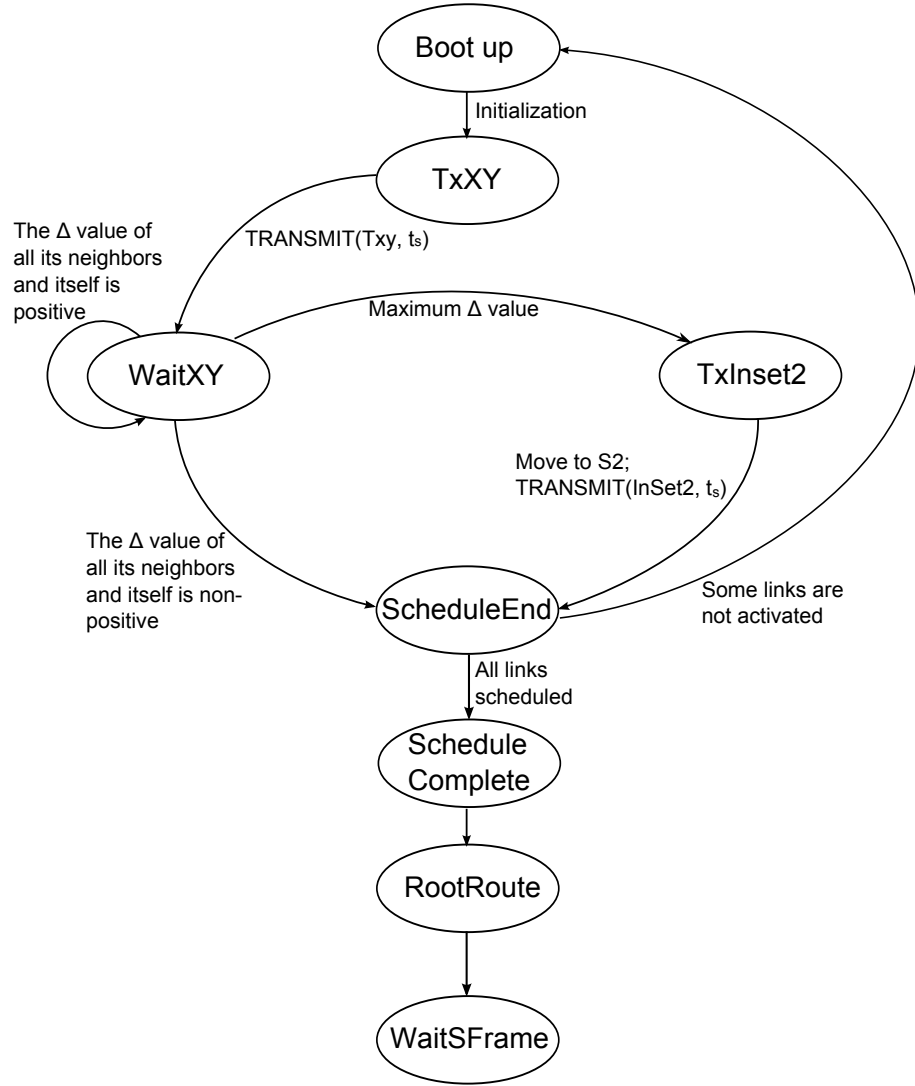 Boot up
Initialization
TxXY
TRANSMIT(Txy, ts)
The Δ value of
all its neighbors
and itself is
positive
Maximum Δ value
WaitXY
TxInset2
Move to S2;
TRANSMIT(InSet2, ts)
The Δ value of
all its neighbors
and itself is non-
positive
ScheduleEnd
Some links are
not activated
All links
scheduled
Schedule
Complete
RootRoute
WaitSFrame